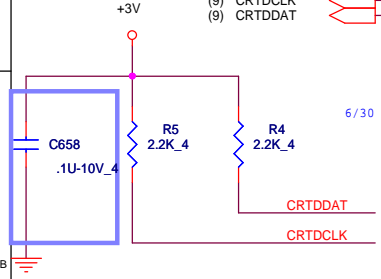 +3V
(9) CRTDCLK
(9) CRTDDAT
6/30
C658
.1U-10V_4
R5
2.2K_4
R4
2.2K_4
CRTDDAT
CRTDCLK
B